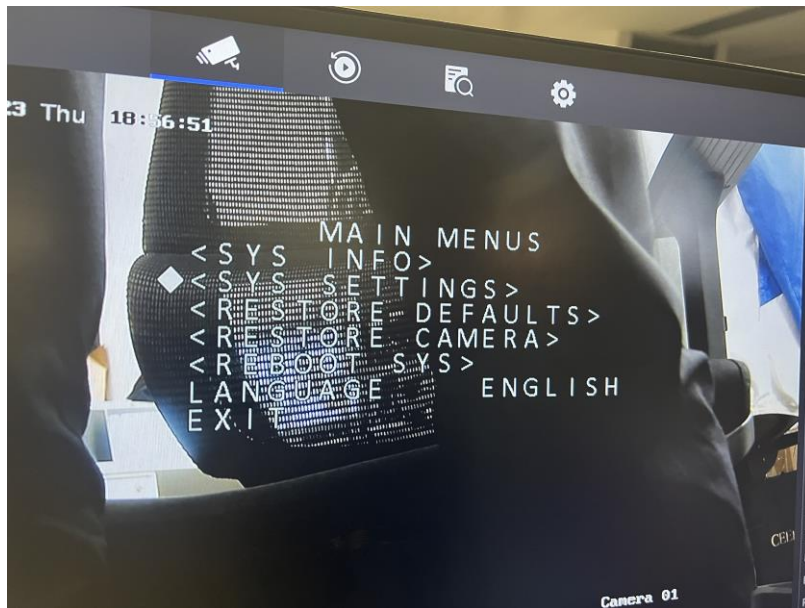 23 Thu 18:56:51
MAIN MENUS
<SYS INFO>
<SYS SETTINGS>
<RESTORE DEFAULTS>
<RESTORE CAMERA>
<REBOOT SYS>
LANGUAGE ENGLISH
EXIT
Camera 01